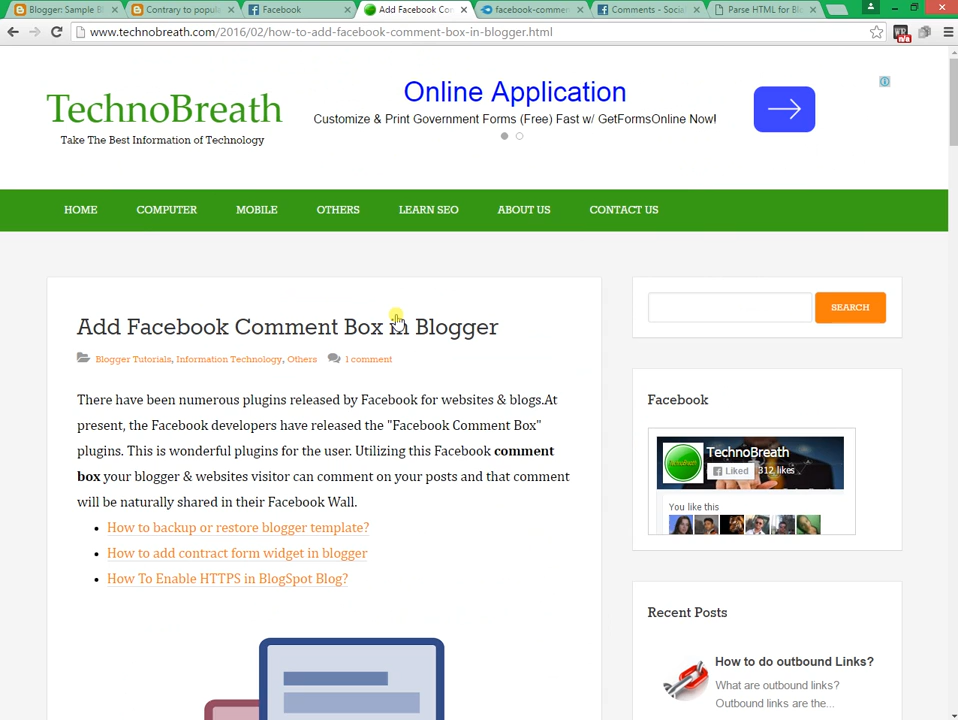 Blogger: Sample Bl
Contrary to popula
Facebook
Add Facebook Com
facebook-commen
Comments - Social
Parse HTML for Blo
www.technobreath.com/2016/02/how-to-add-facebook-comment-box-in-blogger.html
TechnoBreath
Take The Best Information of Technology
Online Application
Customize & Print Government Forms (Free) Fast w/ GetFormsOnline Now!
HOME
COMPUTER
MOBILE
OTHERS
LEARN SEO
ABOUT US
CONTACT US
Add Facebook Comment Box in Blogger
Blogger Tutorials, Information Technology, Others
1 comment
There have been numerous plugins released by Facebook for websites & blogs.At
present, the Facebook developers have released the "Facebook Comment Box"
plugins. This is wonderful plugins for the user. Utilizing this Facebook comment
box your blogger & websites visitor can comment on your posts and that comment
will be naturally shared in their Facebook Wall.
• How to backup or restore blogger template?
• How to add contract form widget in blogger
• How To Enable HTTPS in BlogSpot Blog?
SEARCH
Facebook
TechnoBreath
Liked
312 likes
You like this
Recent Posts
How to do outbound Links?
What are outbound links?
Outbound links are the...